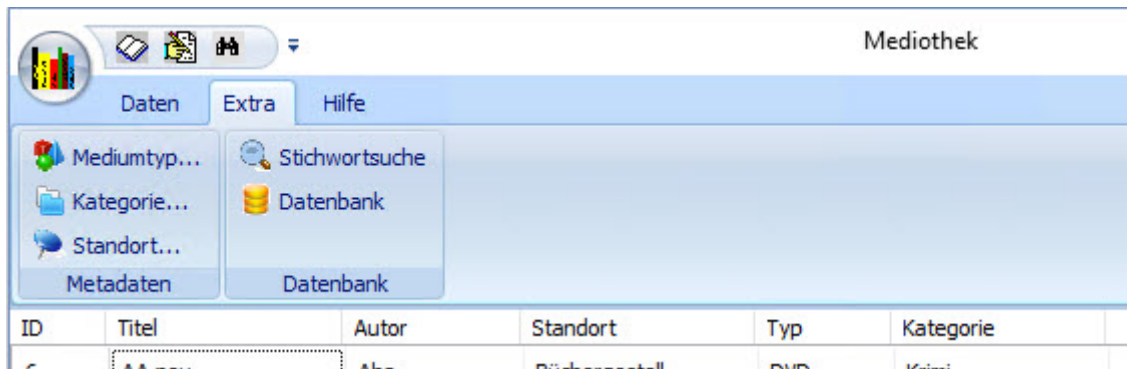 Mediothek
Daten Extra Hilfe
Mediumtyp... Stichwortsuche
Kategorie... Datenbank
Standort...
Metadaten Datenbank
ID Titel Autor Standort Typ Kategorie